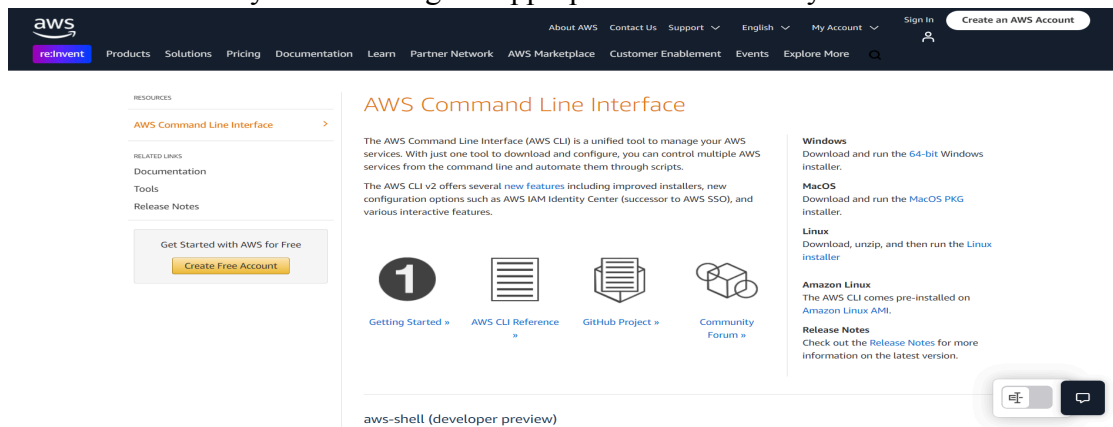 aws
About AWS Contact Us Support English My Account Sign In Create an AWS Account
re:Invent Products Solutions Pricing Documentation Learn Partner Network AWS Marketplace Customer Enablement Events Explore More
RESOURCES
AWS Command Line Interface
RELATED LINKS
Documentation
Tools
Release Notes
Get Started with AWS for Free
Create Free Account
AWS Command Line Interface
The AWS Command Line Interface (AWS CLI) is a unified tool to manage your AWS
services. With just one tool to download and configure, you can control multiple AWS
services from the command line and automate them through scripts.
The AWS CLI v2 offers several new features including improved installers, new
configuration options such as AWS IAM Identity Center (successor to AWS SSO), and
various interactive features.
1
Getting Started »
AWS CLI Reference
»
GitHub Project »
Community
Forum »
aws-shell (developer preview)
Windows
Download and run the 64-bit Windows
installer.
MacOS
Download and run the MacOS PKG
installer.
Linux
Download, unzip, and then run the Linux
installer
Amazon Linux
The AWS CLI comes pre-installed on
Amazon Linux AMI.
Release Notes
Check out the Release Notes for more
information on the latest version.